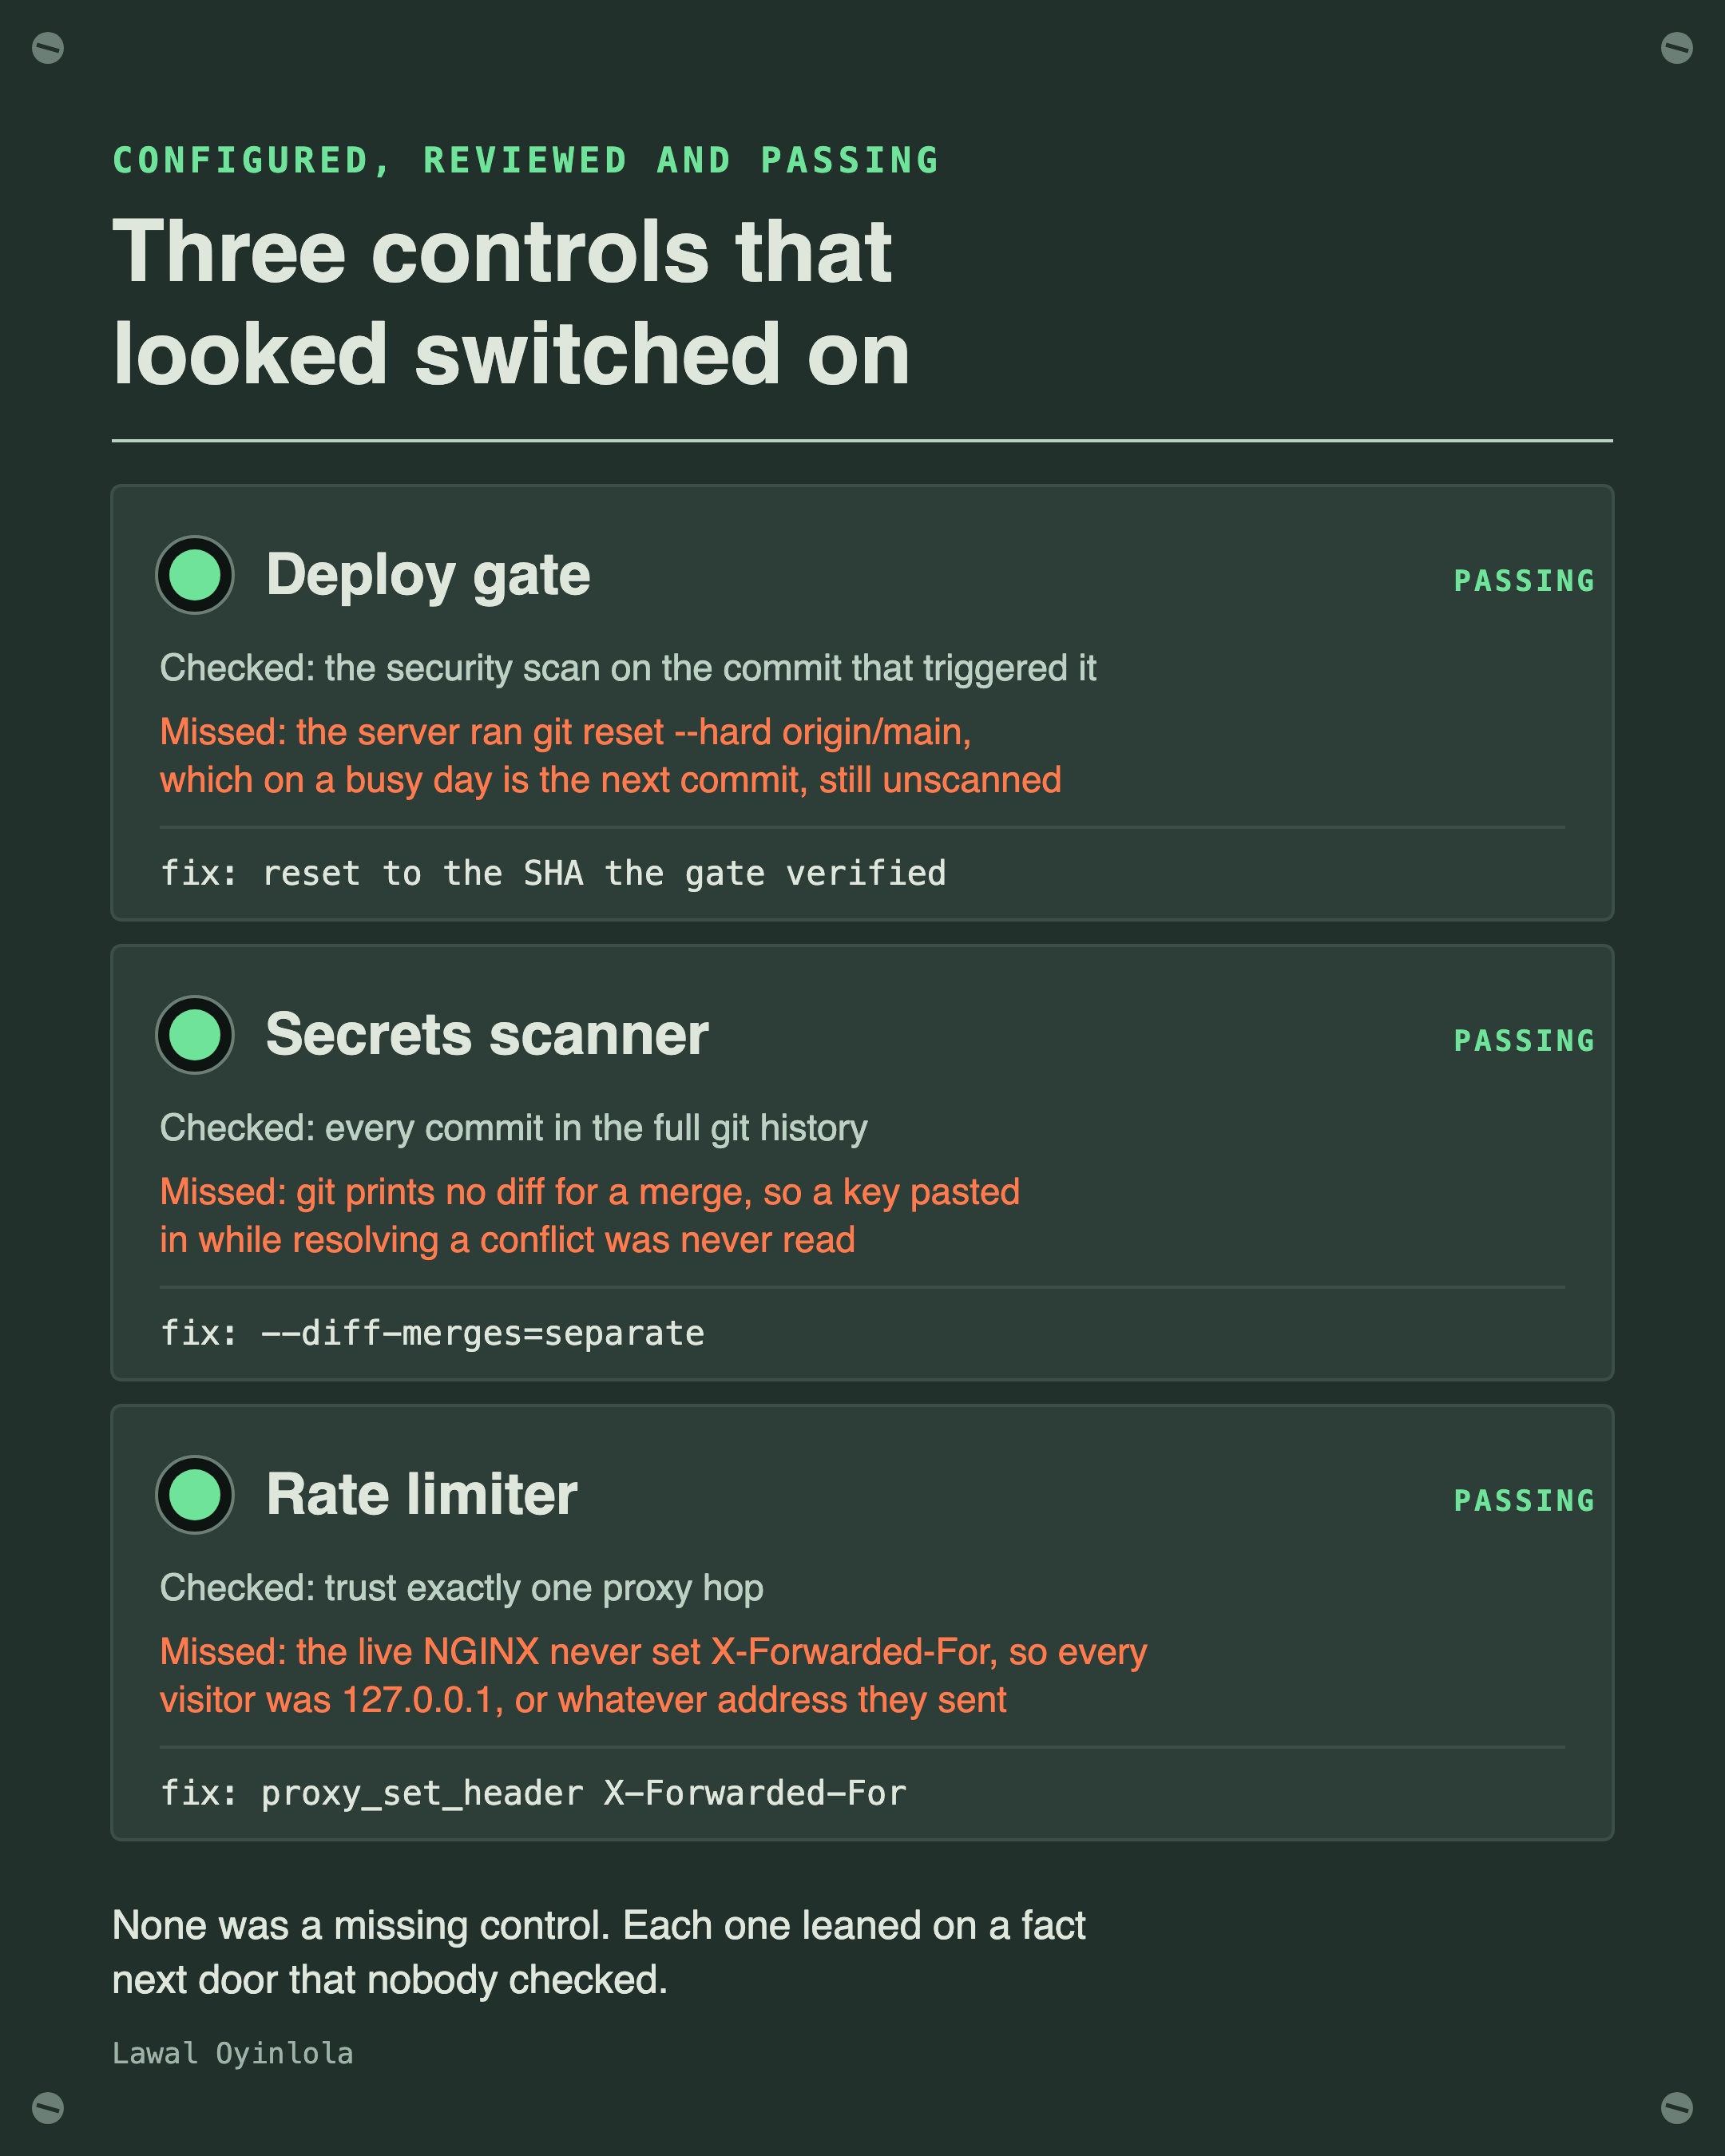 CONFIGURED, REVIEWED AND PASSING
Three controls that
looked switched on
Deploy gate
PASSING
Checked: the security scan on the commit that triggered it
Missed: the server ran git reset --hard origin/main,
which on a busy day is the next commit, still unscanned
fix: reset to the SHA the gate verified
Secrets scanner
PASSING
Checked: every commit in the full git history
Missed: git prints no diff for a merge, so a key pasted
in while resolving a conflict was never read
fix: --diff-merges=separate
Rate limiter
PASSING
Checked: trust exactly one proxy hop
Missed: the live NGINX never set X-Forwarded-For, so every
visitor was 127.0.0.1, or whatever address they sent
fix: proxy_set_header X-Forwarded-For
None was a missing control. Each one leaned on a fact
next door that nobody checked.
Lawal Oyinlola